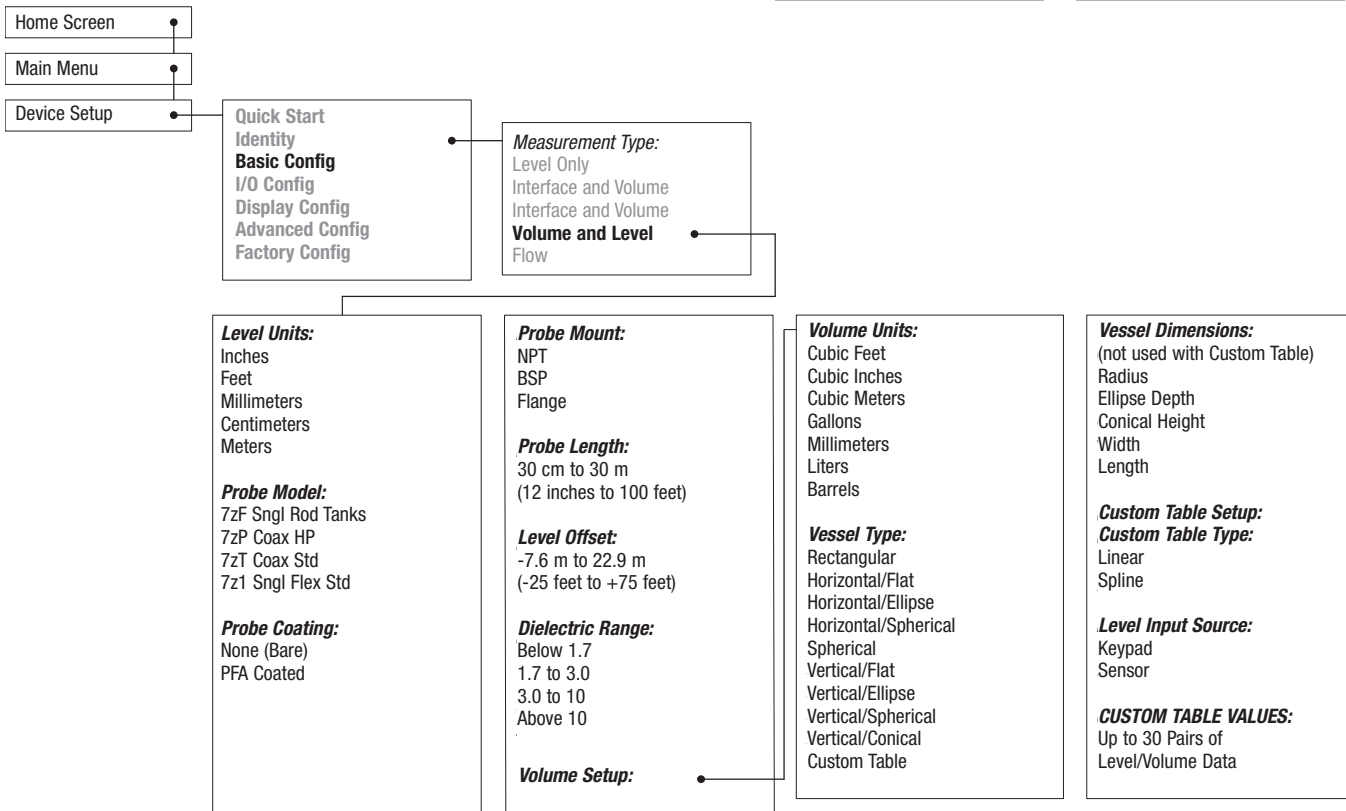 Home Screen
Main Menu
Device Setup
Quick Start
Identity
Basic Config
I/O Config
Display Config
Advanced Config
Factory Config
Measurement Type:
Level Only
Interface and Volume
Interface and Volume
Volume and Level
Flow
Level Units:
Inches
Feet
Millimeters
Centimeters
Meters
Probe Model:
7zF Sngl Rod Tanks
7zP Coax HP
7zT Coax Std
7z1 Sngl Flex Std
Probe Coating:
None (Bare)
PFA Coated
Probe Mount:
NPT
BSP
Flange
Probe Length:
30 cm to 30 m
(12 inches to 100 feet)
Level Offset:
-7.6 m to 22.9 m
(-25 feet to +75 feet)
Dielectric Range:
Below 1.7
1.7 to 3.0
3.0 to 10
Above 10
Volume Setup:
Volume Units:
Cubic Feet
Cubic Inches
Cubic Meters
Gallons
Millimeters
Liters
Barrels
Vessel Type:
Rectangular
Horizontal/Flat
Horizontal/Ellipse
Horizontal/Spherical
Spherical
Vertical/Flat
Vertical/Ellipse
Vertical/Spherical
Vertical/Conical
Custom Table
Vessel Dimensions:
(not used with Custom Table)
Radius
Ellipse Depth
Conical Height
Width
Length
Custom Table Setup:
Custom Table Type:
Linear
Spline
Level Input Source:
Keypad
Sensor
CUSTOM TABLE VALUES:
Up to 30 Pairs of
Level/Volume Data